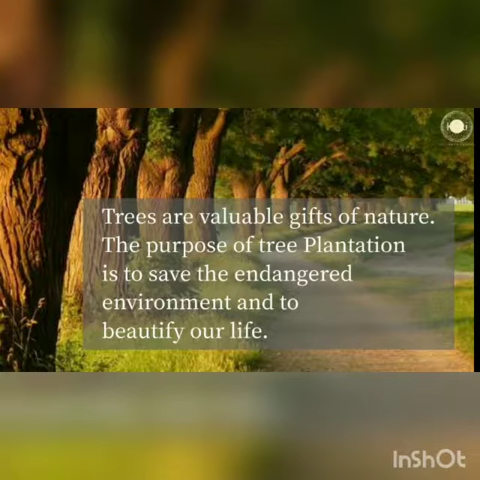 Trees are valuable gifts of nature.
The purpose of tree Plantation
is to save the endangered
environment and to
beautify our life.
InShOt